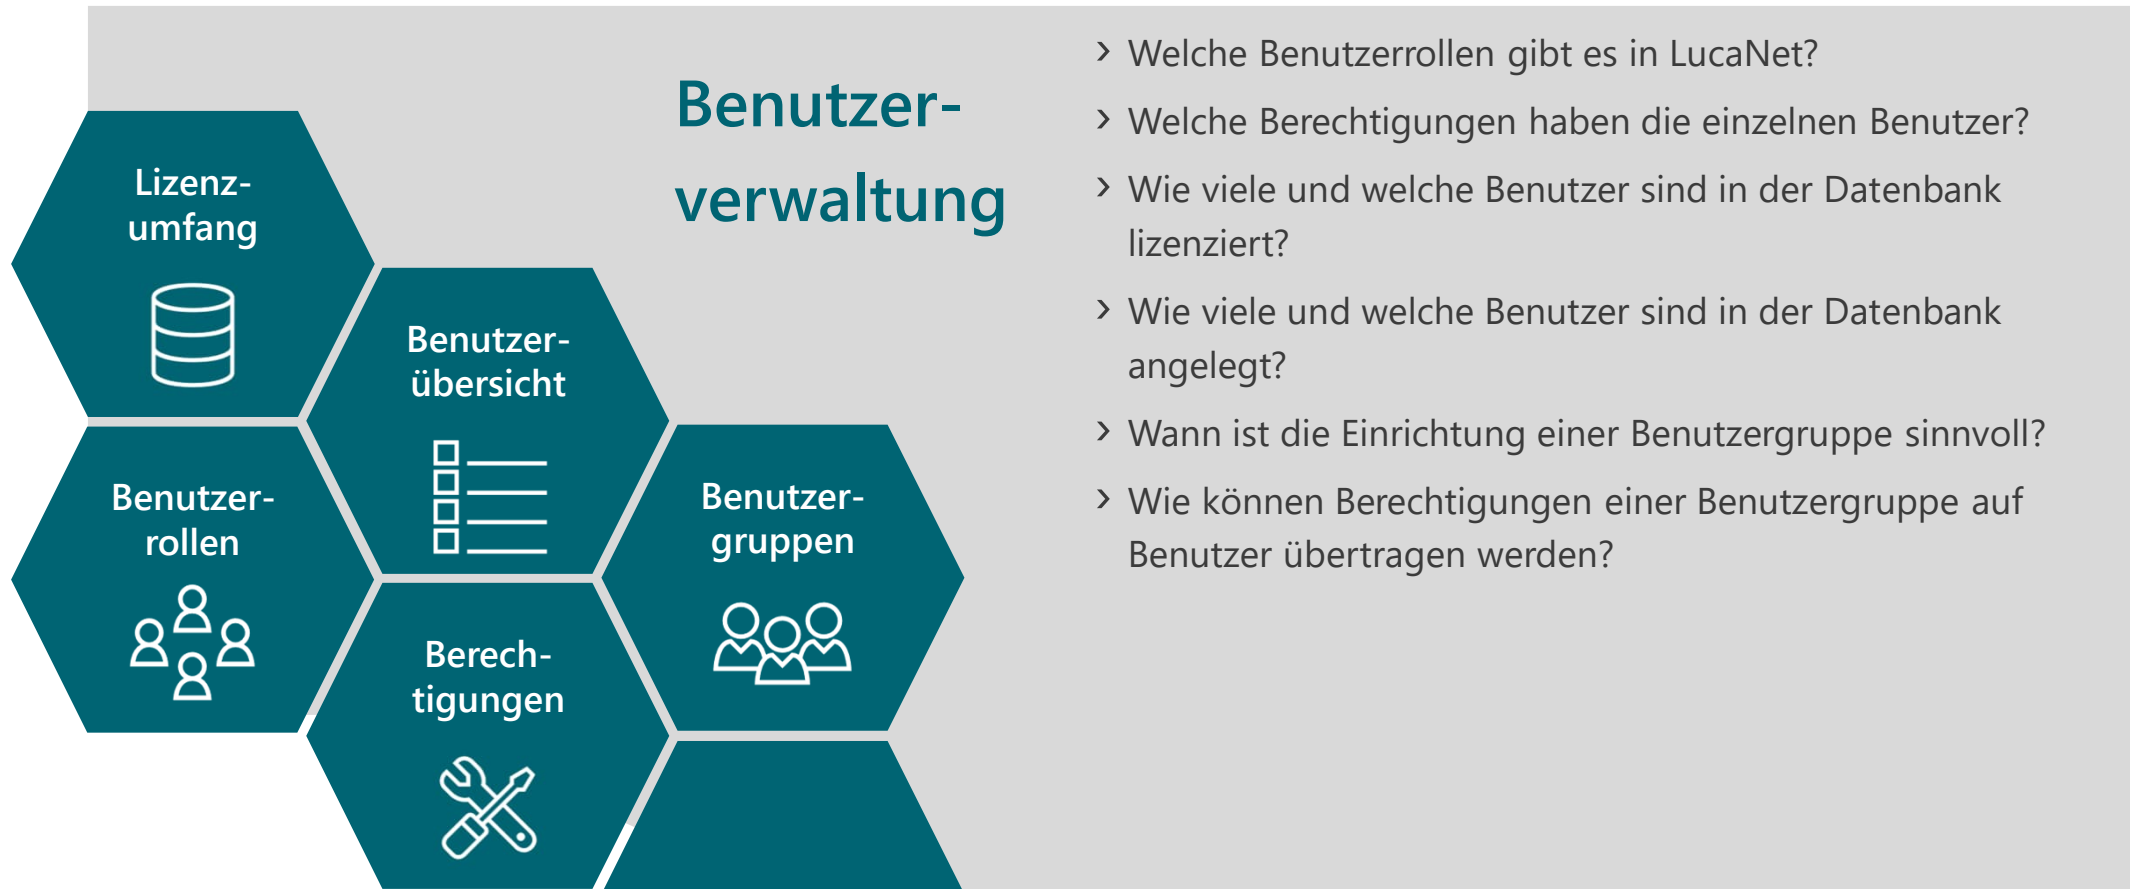 Benutzer-
verwaltung
Lizenz-
umfang
Benutzer-
übersicht
Benutzer-
rollen
Benutzer-
gruppen
Berech-
tigungen
› Welche Benutzerrollen gibt es in LucaNet?
› Welche Berechtigungen haben die einzelnen Benutzer?
› Wie viele und welche Benutzer sind in der Datenbank
lizenziert?
› Wie viele und welche Benutzer sind in der Datenbank
angelegt?
› Wann ist die Einrichtung einer Benutzergruppe sinnvoll?
› Wie können Berechtigungen einer Benutzergruppe auf
Benutzer übertragen werden?